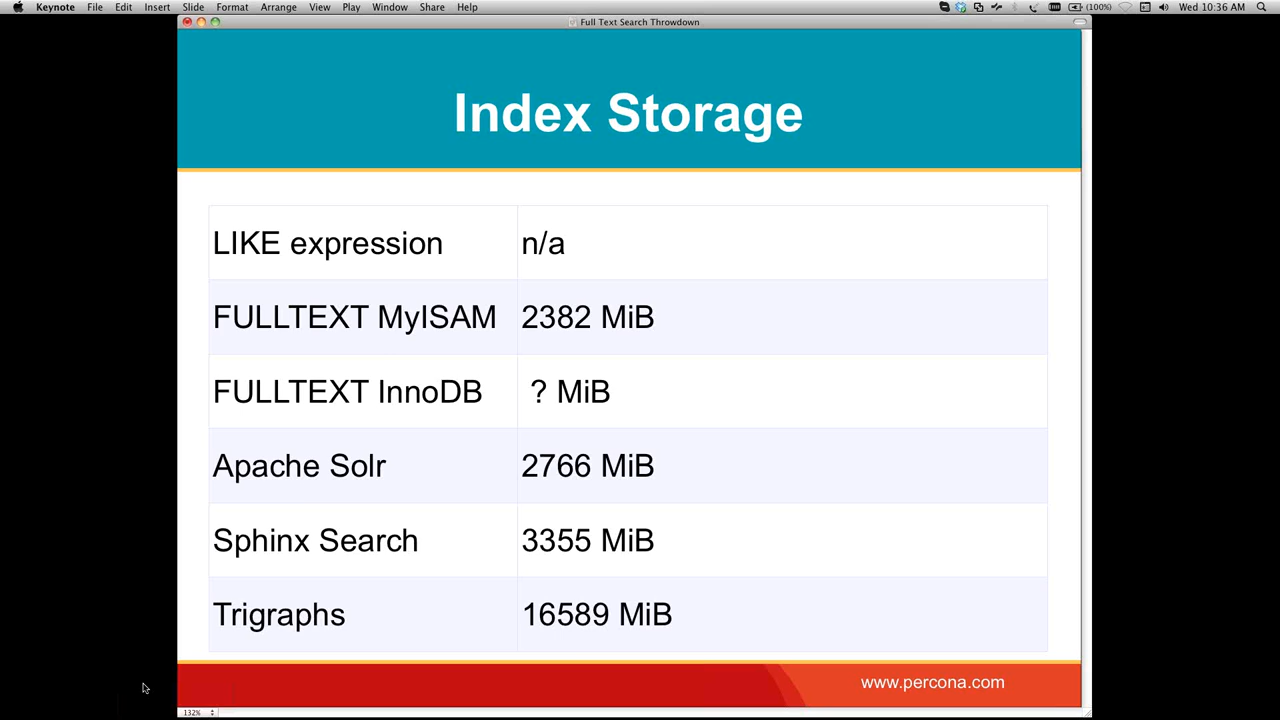 Keynote File Edit Insert Slide Format Arrange View Play Window Share Help (100%) Wed 10:36 AM
Full Text Search Throwdown
Index Storage
LIKE expression n/a
FULLTEXT MyISAM 2382 MiB
FULLTEXT InnoDB ? MiB
Apache Solr 2766 MiB
Sphinx Search 3355 MiB
Trigraphs 16589 MiB
www.percona.com
132%